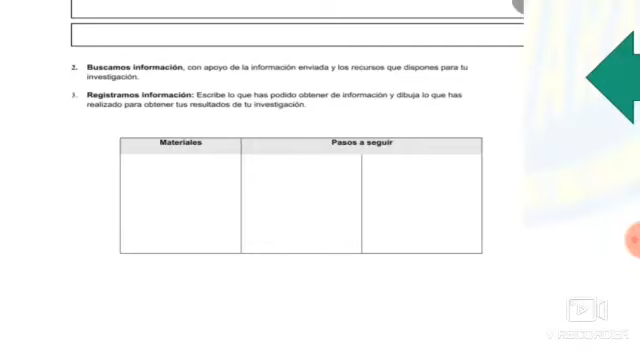 2. Buscamos información, con apoyo de la información enviada y los recursos que dispones para tu
investigación.
3. Registramos información: Escribe lo que has podido obtener de información y dibuja lo que has
realizado para obtener tus resultados de tu investigación.
Materiales
Pasos a seguir
V RECORDER